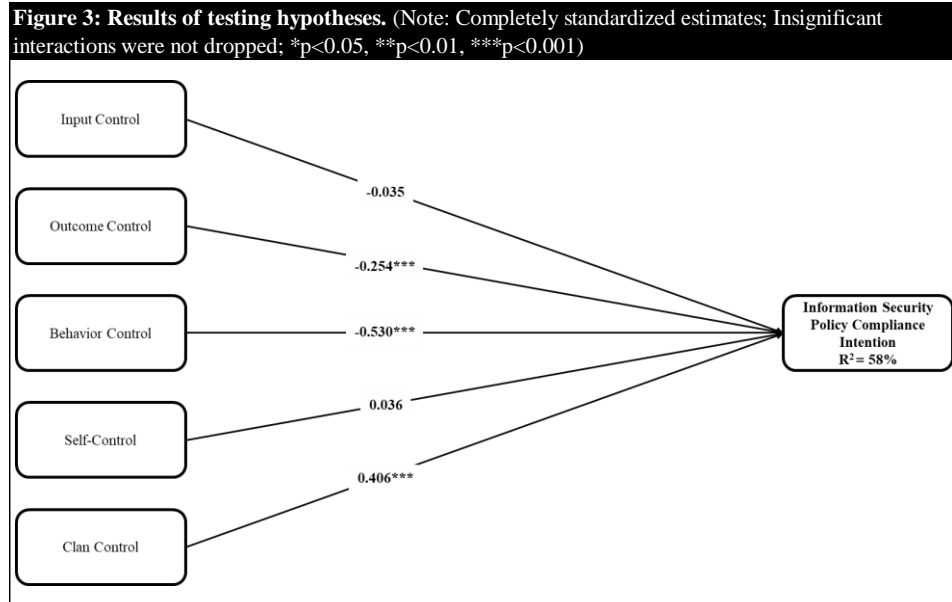 Figure 3: Results of testing hypotheses. (Note: Completely standardized estimates; Insignificant
interactions were not dropped; *p<0.05, **p<0.01, ***p<0.001)
Input Control
-0.035
Outcome Control
-0.254***
Behavior Control
-0.530***
Information Security
Policy Compliance
Intention
R² = 58%
0.036
Self-Control
0.406***
Clan Control